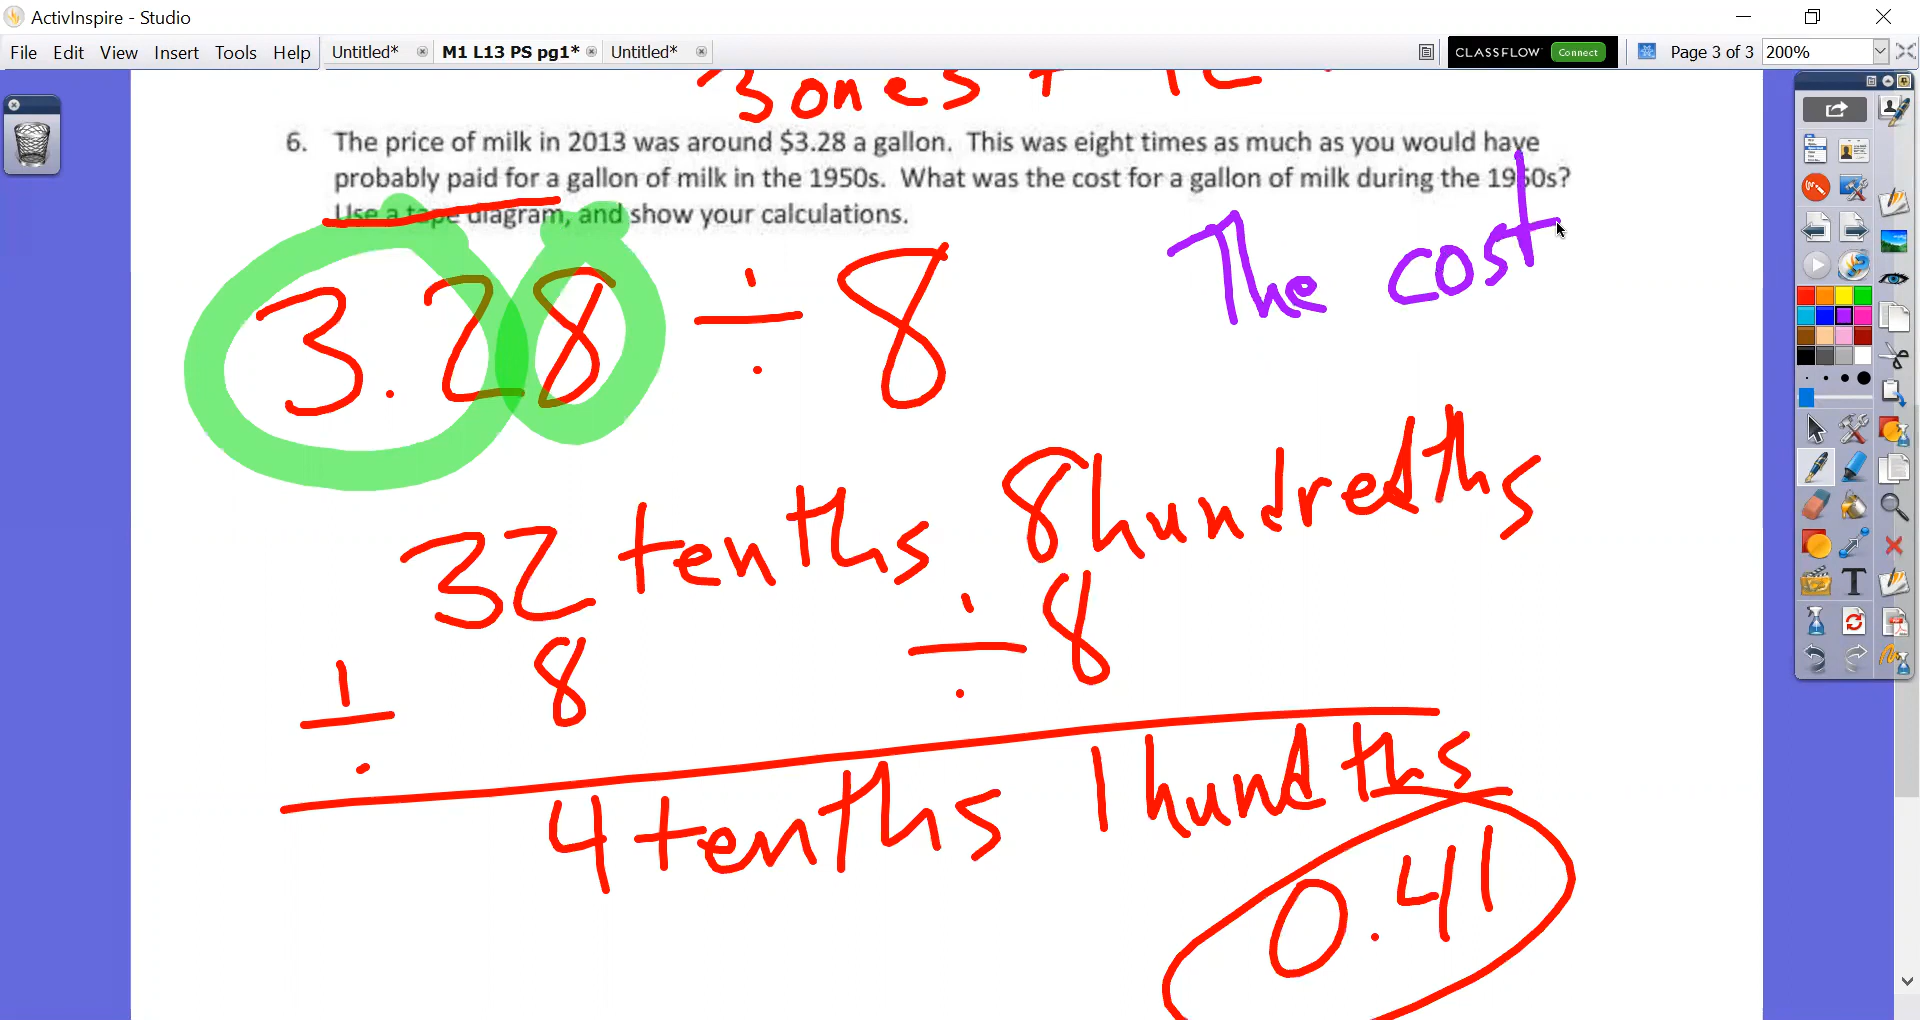 ActivInspire - Studio
File Edit View Insert Tools Help Untitled* M1 L13 PS pg1* Untitled* CLASSFLOW Connect Page 3 of 3 200%
3 ones +
6. The price of milk in 2013 was around $3.28 a gallon. This was eight times as much as you would have
probably paid for a gallon of milk in the 1950s. What was the cost for a gallon of milk during the 1950s?
Use a tape diagram, and show your calculations.
The cost
3.28 ÷ 8
32 tenths 8 hundredths
÷ 8 ÷ 8
4 tenths 1 hundths
0.41